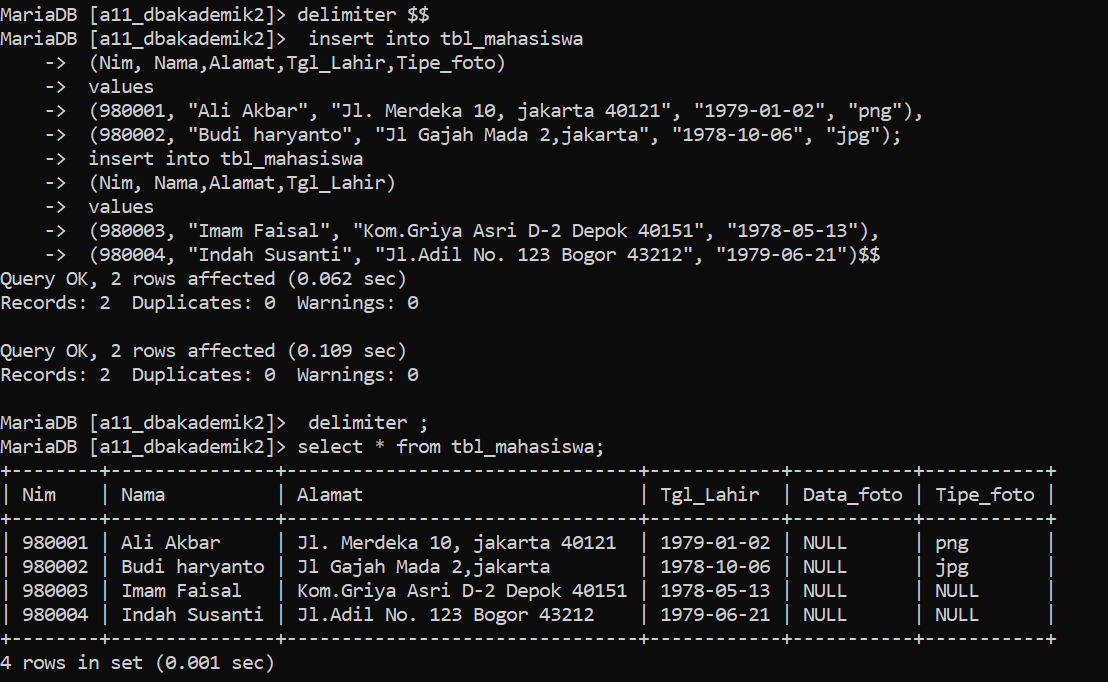 MariaDB [a11_dbakademik2]> delimiter $$
MariaDB [a11_dbakademik2]>  insert into tbl_mahasiswa
    ->  (Nim, Nama,Alamat,Tgl_Lahir,Tipe_foto)
    ->  values
    ->  (980001, "Ali Akbar", "Jl. Merdeka 10, jakarta 40121", "1979-01-02", "png"),
    ->  (980002, "Budi haryanto", "Jl Gajah Mada 2,jakarta", "1978-10-06", "jpg");
    ->  insert into tbl_mahasiswa
    ->  (Nim, Nama,Alamat,Tgl_Lahir)
    ->  values
    ->  (980003, "Imam Faisal", "Kom.Griya Asri D-2 Depok 40151", "1978-05-13"),
    ->  (980004, "Indah Susanti", "Jl.Adil No. 123 Bogor 43212", "1979-06-21")$$
Query OK, 2 rows affected (0.062 sec)
Records: 2  Duplicates: 0  Warnings: 0

Query OK, 2 rows affected (0.109 sec)
Records: 2  Duplicates: 0  Warnings: 0

MariaDB [a11_dbakademik2]>  delimiter ;
MariaDB [a11_dbakademik2]> select * from tbl_mahasiswa;
+--------+---------------+--------------------------------+------------+-----------+-----------+
| Nim    | Nama          | Alamat                         | Tgl_Lahir  | Data_foto | Tipe_foto |
+--------+---------------+--------------------------------+------------+-----------+-----------+
| 980001 | Ali Akbar     | Jl. Merdeka 10, jakarta 40121  | 1979-01-02 | NULL      | png       |
| 980002 | Budi haryanto | Jl Gajah Mada 2,jakarta        | 1978-10-06 | NULL      | jpg       |
| 980003 | Imam Faisal   | Kom.Griya Asri D-2 Depok 40151 | 1978-05-13 | NULL      | NULL      |
| 980004 | Indah Susanti | Jl.Adil No. 123 Bogor 43212    | 1979-06-21 | NULL      | NULL      |
+--------+---------------+--------------------------------+------------+-----------+-----------+
4 rows in set (0.001 sec)